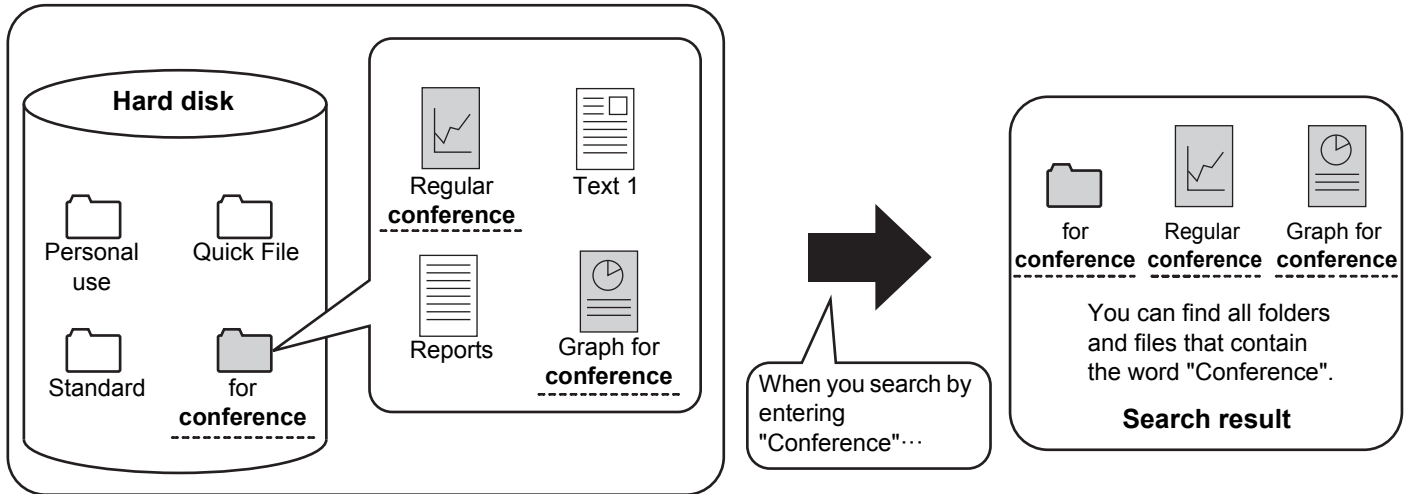 Hard disk
Personal
use
Quick File
Standard
for
conference
Regular
conference
Text 1
Reports
Graph for
conference
When you search by
entering
"Conference"···
for
conference
Regular
conference
Graph for
conference
You can find all folders
and files that contain
the word "Conference".
Search result